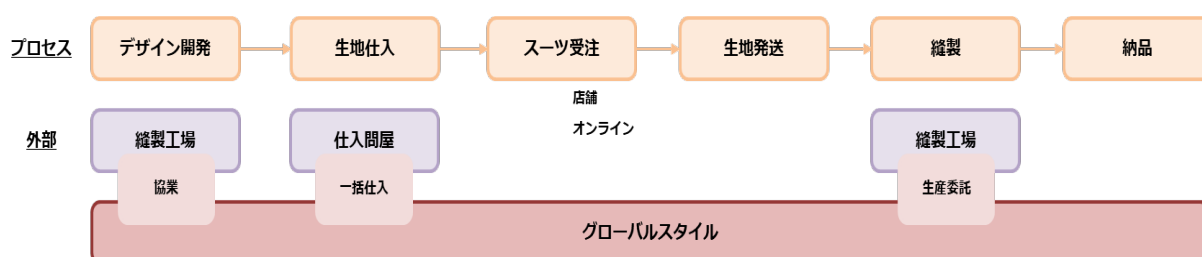 プロセス
デザイン開発
生地仕入
スーツ受注
生地発送
縫製
納品
店舗
オンライン
外部
縫製工場
仕入問屋
縫製工場
協業
一括仕入
生産委託
グローバルスタイル